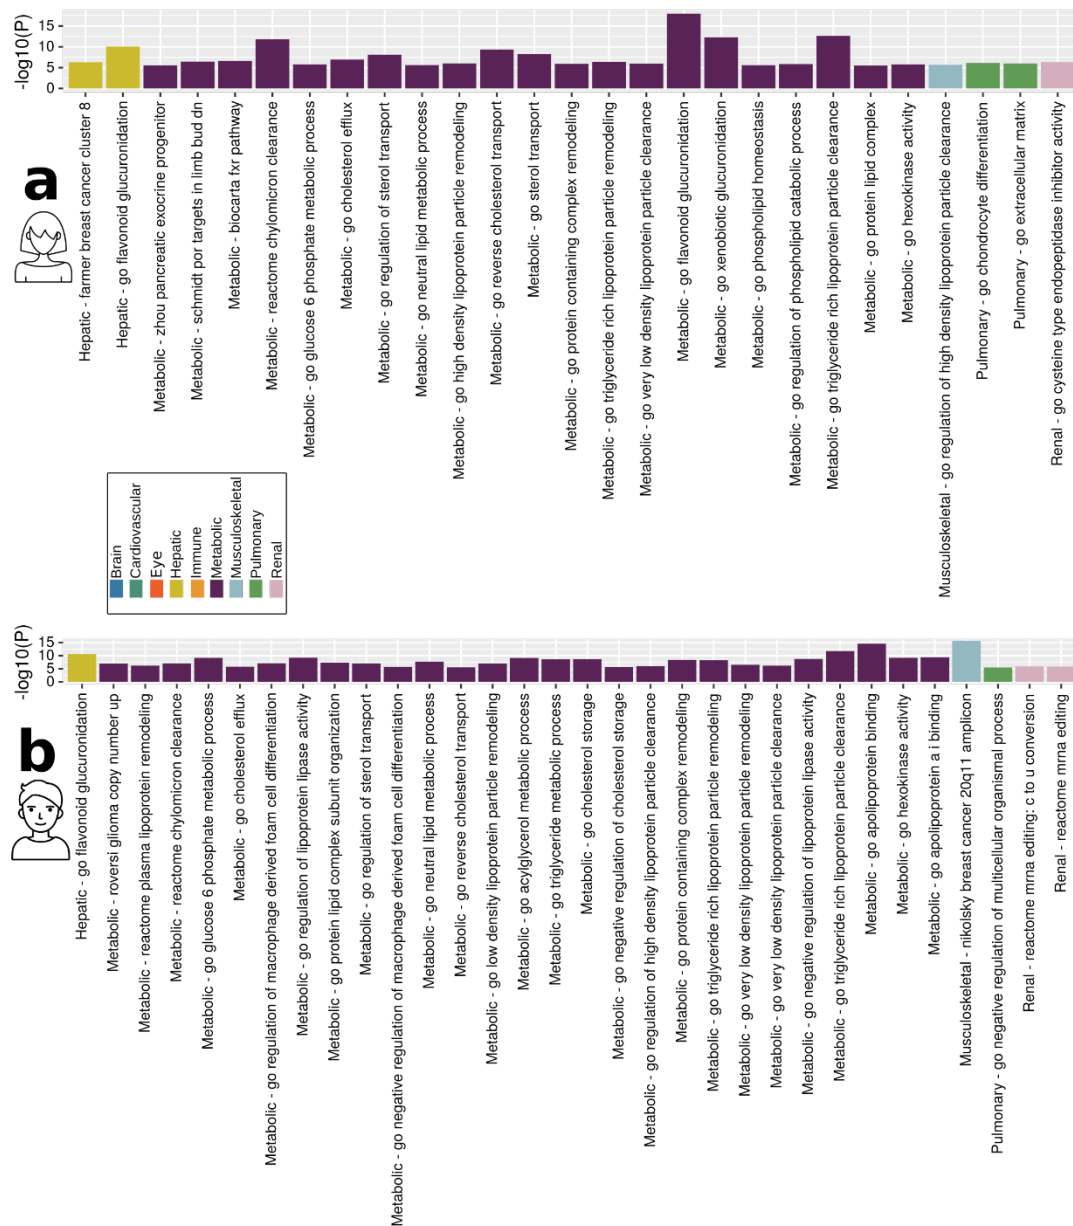 -log10(P)
15
10
5
0
a
Hepatic - farmer breast cancer cluster 8
Hepatic - go flavonoid glucuronidation
Metabolic - zhou pancreatic exocrine progenitor
Metabolic - schmidt por targets in limb bud dn
Metabolic - biocarta fxr pathway
Metabolic - reactome chylomicron clearance
Metabolic - go glucose 6 phosphate metabolic process
Metabolic - go cholesterol efflux
Metabolic - go regulation of sterol transport
Metabolic - go neutral lipid metabolic process
Metabolic - go high density lipoprotein particle remodeling
Metabolic - go reverse cholesterol transport
Metabolic - go sterol transport
Metabolic - go protein containing complex remodeling
Metabolic - go triglyceride rich lipoprotein particle remodeling
Metabolic - go very low density lipoprotein particle clearance
Metabolic - go flavonoid glucuronidation
Metabolic - go xenobiotic glucuronidation
Metabolic - go phospholipid homeostasis
Metabolic - go regulation of phospholipid catabolic process
Metabolic - go triglyceride rich lipoprotein particle clearance
Metabolic - go protein lipid complex
Metabolic - go hexokinase activity
Musculoskeletal - go regulation of high density lipoprotein particle clearance
Pulmonary - go chondrocyte differentiation
Pulmonary - go extracellular matrix
Renal - go cysteine type endopeptidase inhibitor activity
Brain
Cardiovascular
Eye
Hepatic
Immune
Metabolic
Musculoskeletal
Pulmonary
Renal
-log10(P)
15
10
5
0
b
Hepatic - go flavonoid glucuronidation
Metabolic - roversi glioma copy number up
Metabolic - reactome plasma lipoprotein remodeling
Metabolic - reactome chylomicron clearance
Metabolic - go glucose 6 phosphate metabolic process
Metabolic - go cholesterol efflux
Metabolic - go regulation of macrophage derived foam cell differentiation
Metabolic - go regulation of lipoprotein lipase activity
Metabolic - go protein lipid complex subunit organization
Metabolic - go regulation of sterol transport
Metabolic - go negative regulation of macrophage derived foam cell differentiation
Metabolic - go neutral lipid metabolic process
Metabolic - go reverse cholesterol transport
Metabolic - go low density lipoprotein particle remodeling
Metabolic - go acylglycerol metabolic process
Metabolic - go triglyceride metabolic process
Metabolic - go cholesterol storage
Metabolic - go negative regulation of cholesterol storage
Metabolic - go regulation of high density lipoprotein particle clearance
Metabolic - go protein containing complex remodeling
Metabolic - go triglyceride rich lipoprotein particle remodeling
Metabolic - go very low density lipoprotein particle remodeling
Metabolic - go very low density lipoprotein particle clearance
Metabolic - go negative regulation of lipoprotein lipase activity
Metabolic - go triglyceride rich lipoprotein particle clearance
Metabolic - go apolipoprotein binding
Metabolic - go hexokinase activity
Metabolic - go apolipoprotein a i binding
Musculoskeletal - nikolsky breast cancer 20q11 amplicon
Pulmonary - go negative regulation of multicellular organismal process
Renal - reactome mrna editing: c to u conversion
Renal - reactome mrna editing